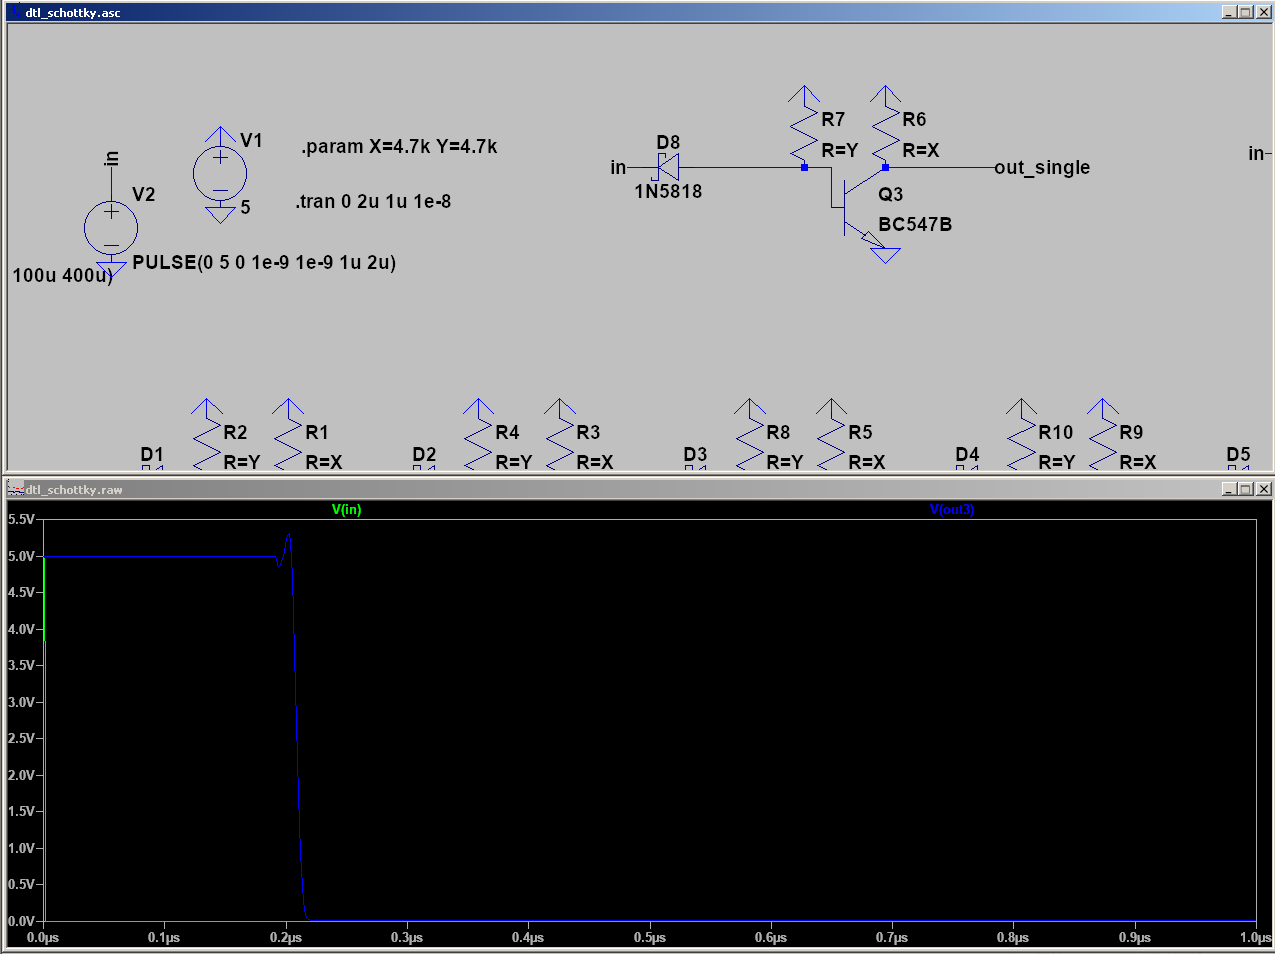 dtl_schottky.asc
in
V2
V1
5
.param X=4.7k Y=4.7k
.tran 0 2u 1u 1e-8
PULSE(0 5 0 1e-9 1e-9 1u 2u)
100u 400u)
in
D8
1N5818
R7
R=Y
R6
R=X
out_single
Q3
BC547B
in
D1
R2
R=Y
R1
R=X
D2
R4
R=Y
R3
R=X
D3
R8
R=Y
R5
R=X
D4
R10
R=Y
R9
R=X
D5
dtl_schottky.raw
V(in)
V(out3)
5.5V
5.0V
4.5V
4.0V
3.5V
3.0V
2.5V
2.0V
1.5V
1.0V
0.5V
0.0V
0.0µs 0.1µs 0.2µs 0.3µs 0.4µs 0.5µs 0.6µs 0.7µs 0.8µs 0.9µs 1.0µs